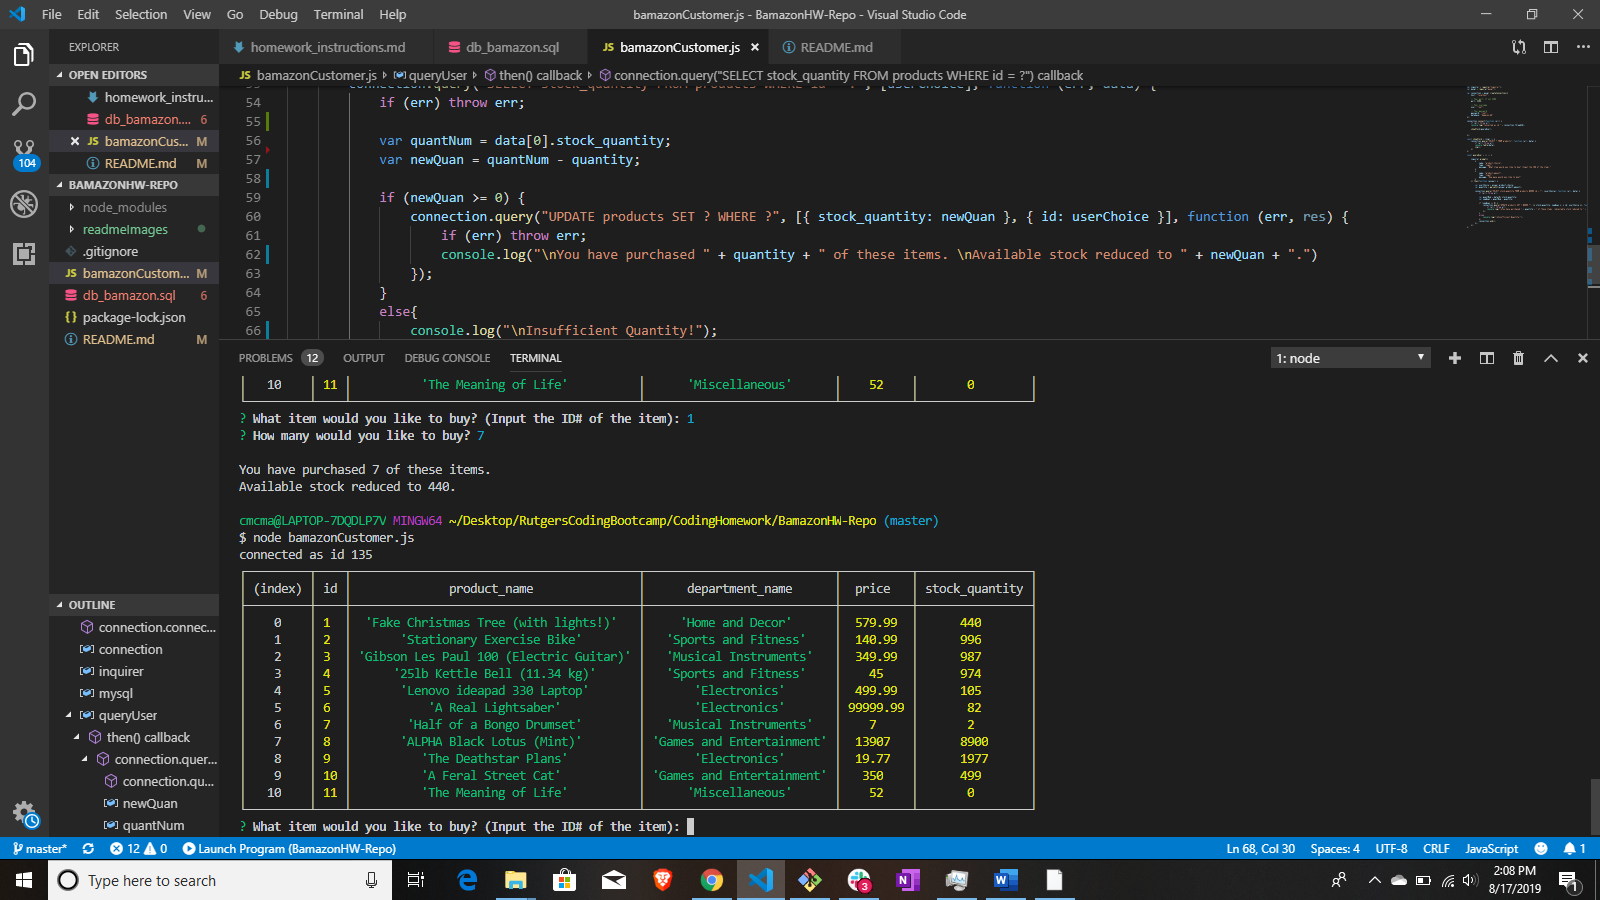 File Edit Selection View Go Debug Terminal Help
bamazonCustomer.js - BamazonHW-Repo - Visual Studio Code
EXPLORER
OPEN EDITORS
homework_instru...
db_bamazon.... 6
bamazonCus... M
README.md M
BAMAZONHW-REPO
node_modules
readmeImages
.gitignore
JS bamazonCustom... M
db_bamazon.sql 6
{} package-lock.json
README.md M
OUTLINE
connection.connec...
connection
inquirer
mysql
queryUser
then() callback
connection.quer...
connection.qu...
newQuan
quantNum
104
homework_instructions.md db_bamazon.sql JS bamazonCustomer.js README.md
JS bamazonCustomer.js queryUser then() callback connection.query("SELECT stock_quantity FROM products WHERE id = ?") callback
54 if (err) throw err;
55
56 var quantNum = data[0].stock_quantity;
57 var newQuan = quantNum - quantity;
58
59 if (newQuan >= 0) {
60 connection.query("UPDATE products SET ? WHERE ?", [{ stock_quantity: newQuan }, { id: userChoice }], function (err, res) {
61 if (err) throw err;
62 console.log("\nYou have purchased " + quantity + " of these items. \nAvailable stock reduced to " + newQuan + ".")
63 });
64 }
65 else{
66 console.log("\nInsufficient Quantity!");
PROBLEMS 12 OUTPUT DEBUG CONSOLE TERMINAL 1: node
10 11 'The Meaning of Life' 'Miscellaneous' 52 0
? What item would you like to buy? (Input the ID# of the item): 1
? How many would you like to buy? 7
You have purchased 7 of these items.
Available stock reduced to 440.
cmcma@LAPTOP-7DQDLP7V MINGW64 ~/Desktop/RutgersCodingBootcamp/CodingHomework/BamazonHW-Repo (master)
$ node bamazonCustomer.js
connected as id 135
(index) id product_name department_name price stock_quantity
0 1 'Fake Christmas Tree (with lights!)' 'Home and Decor' 579.99 440
1 2 'Stationary Exercise Bike' 'Sports and Fitness' 140.99 996
2 3 'Gibson Les Paul 100 (Electric Guitar)' 'Musical Instruments' 349.99 987
3 4 '25lb Kettle Bell (11.34 kg)' 'Sports and Fitness' 45 974
4 5 'Lenovo ideapad 330 Laptop' 'Electronics' 499.99 105
5 6 'A Real Lightsaber' 'Electronics' 99999.99 82
6 7 'Half of a Bongo Drumset' 'Musical Instruments' 7 2
7 8 'ALPHA Black Lotus (Mint)' 'Games and Entertainment' 13907 8900
8 9 'The Deathstar Plans' 'Electronics' 19.77 1977
9 10 'A Feral Street Cat' 'Games and Entertainment' 350 499
10 11 'The Meaning of Life' 'Miscellaneous' 52 0
? What item would you like to buy? (Input the ID# of the item):
master* 12 0 Launch Program (BamazonHW-Repo) Ln 68, Col 30 Spaces: 4 UTF-8 CRLF JavaScript 1
Type here to search
3
2:08 PM
8/17/2019
1